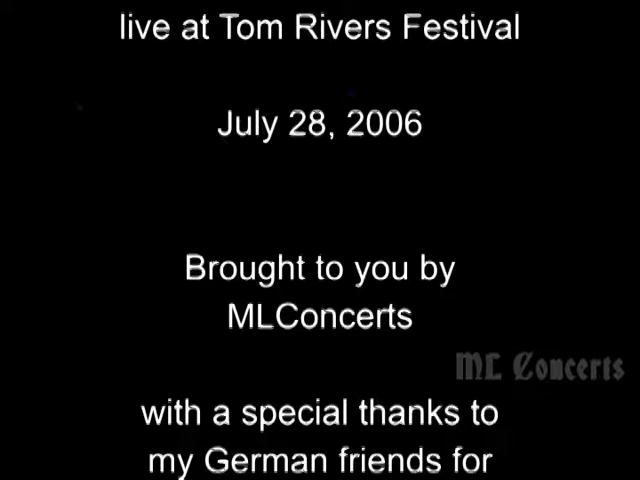 live at Tom Rivers Festival
July 28, 2006
Brought to you by
MLConcerts
ML Concerts
with a special thanks to
my German friends for